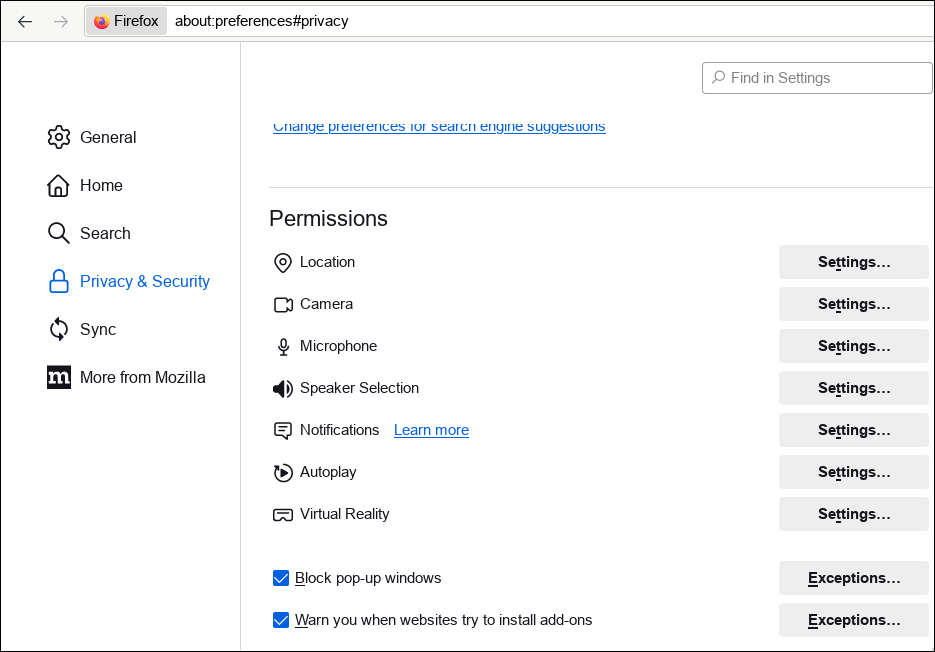 Firefox about:preferences#privacy
Find in Settings
Change preferences for search engine suggestions
General
Home
Search
Privacy & Security
Sync
More from Mozilla
Permissions
Location Settings...
Camera Settings...
Microphone Settings...
Speaker Selection Settings...
Notifications Learn more Settings...
Autoplay Settings...
Virtual Reality Settings...
Block pop-up windows Exceptions...
Warn you when websites try to install add-ons Exceptions...